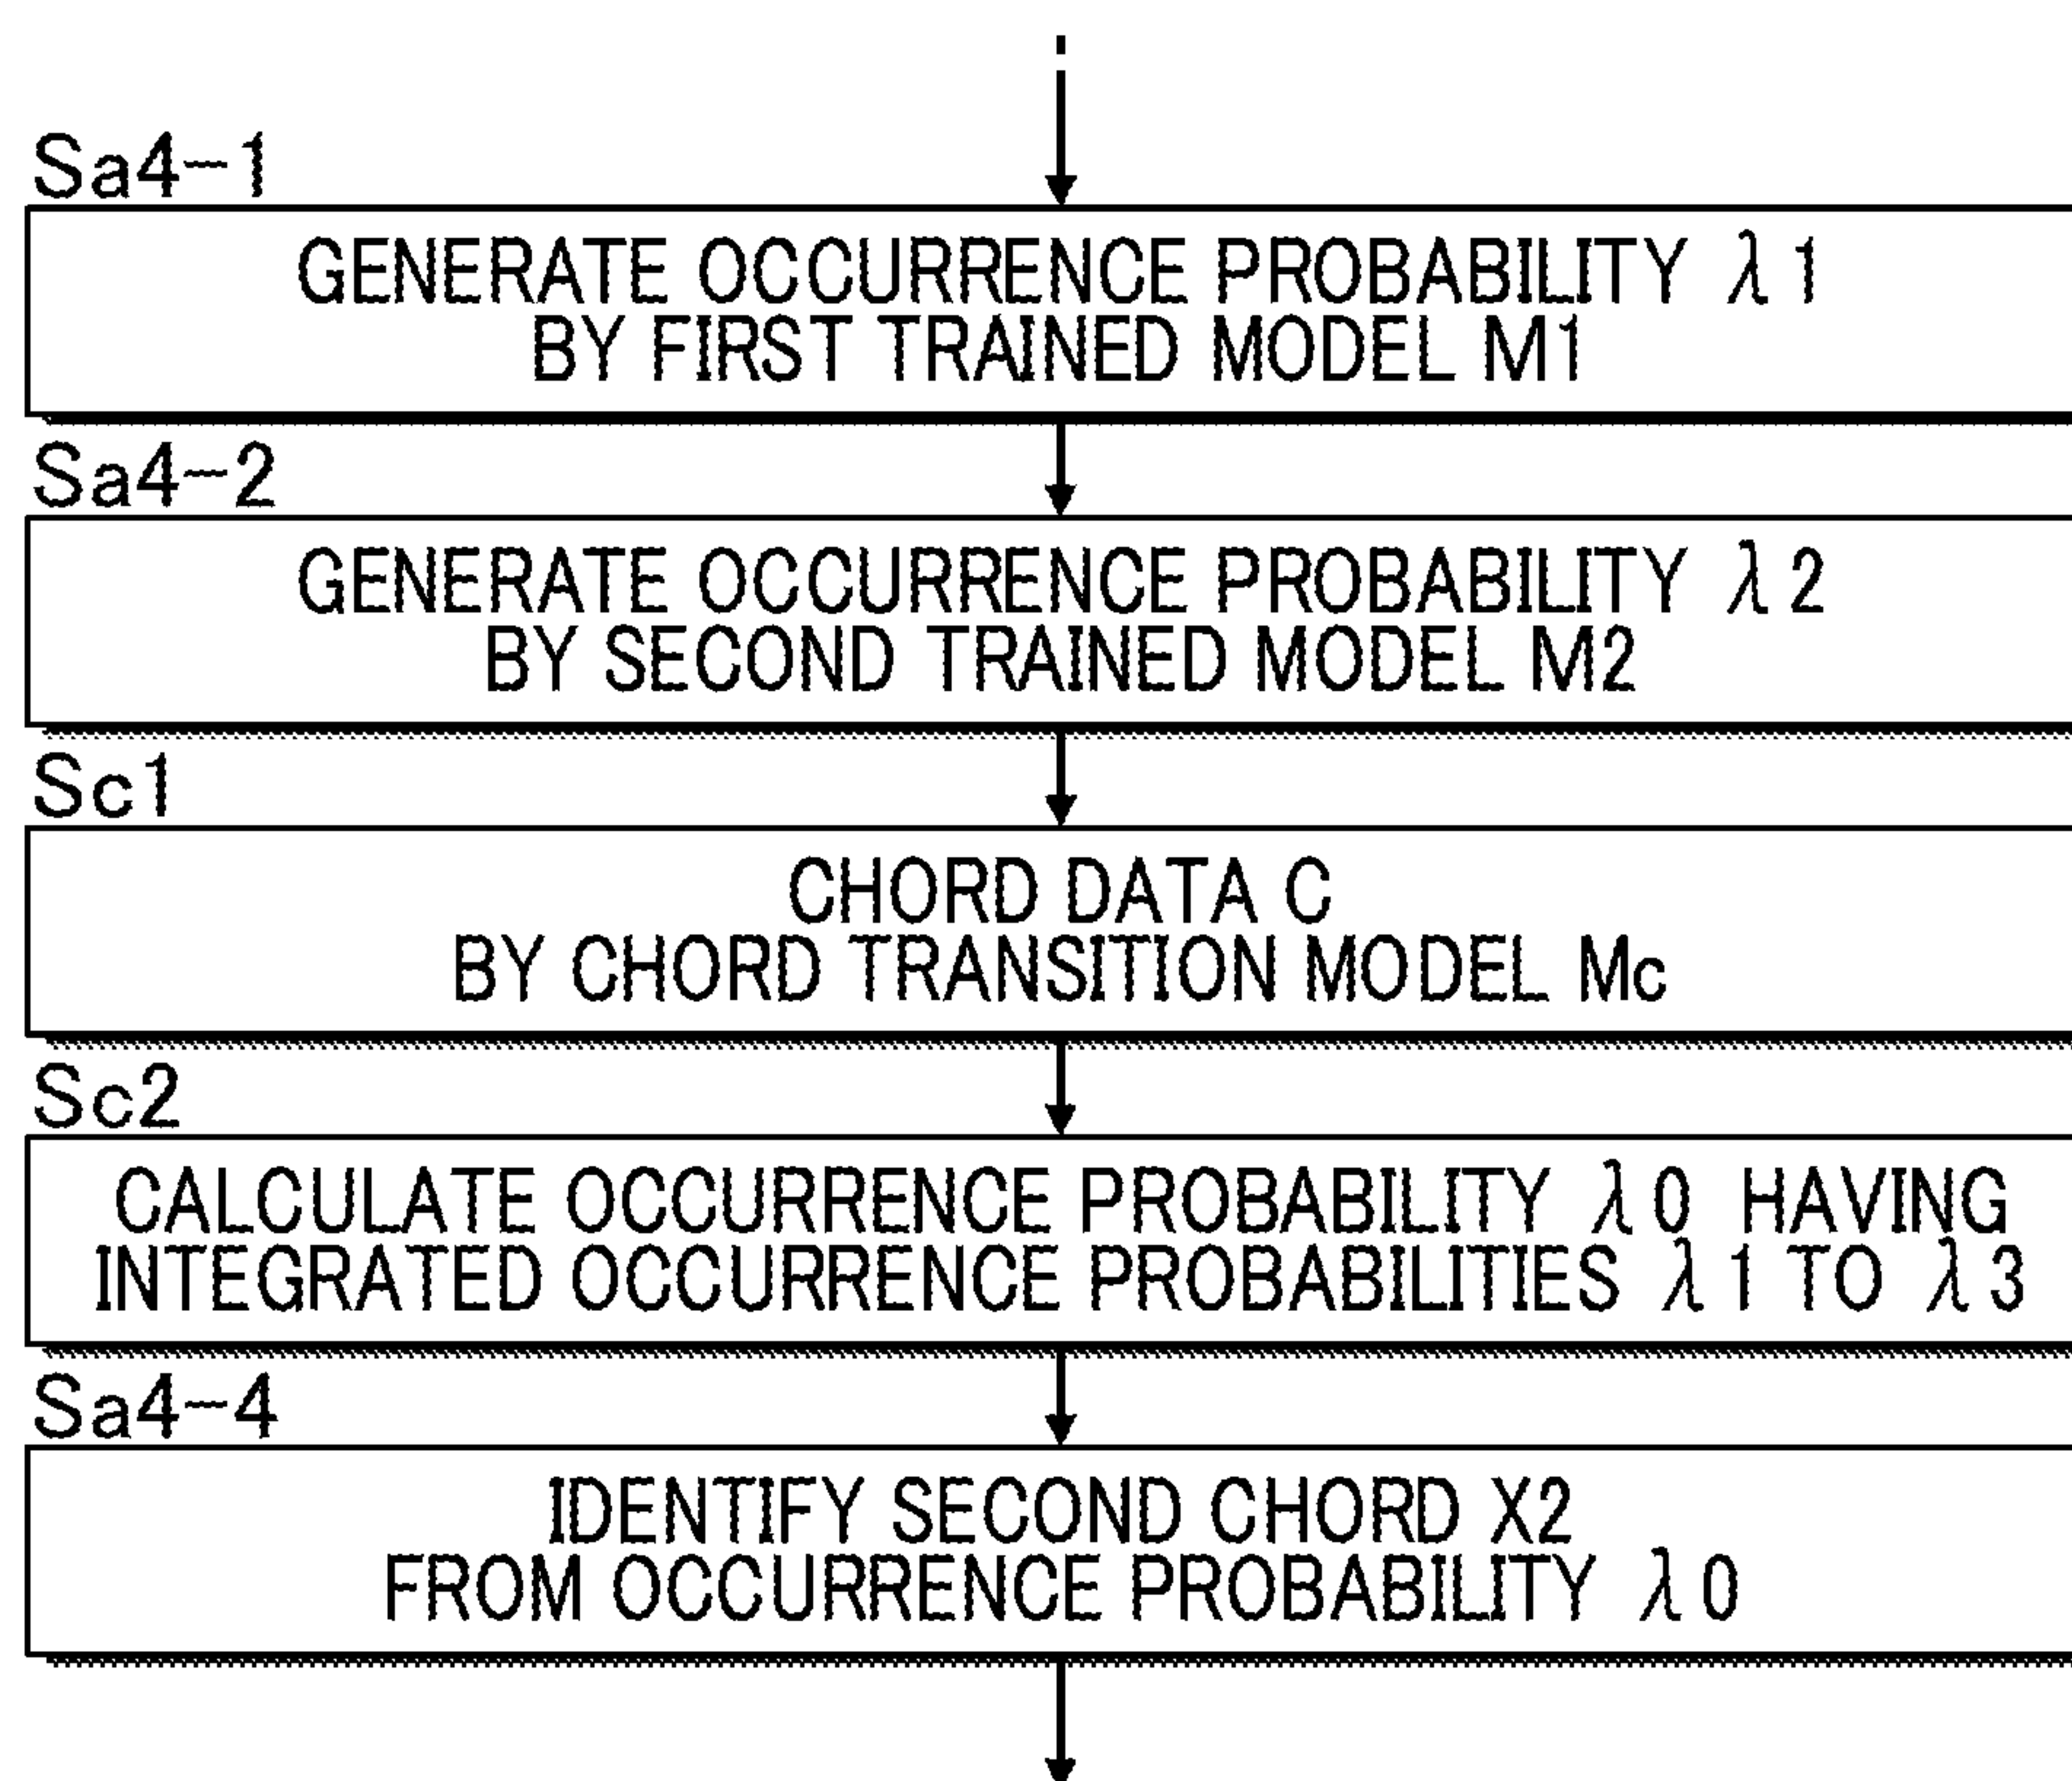 Sa4-1
GENERATE OCCURRENCE PROBABILITY λ1
BY FIRST TRAINED MODEL M1
Sa4-2
GENERATE OCCURRENCE PROBABILITY λ2
BY SECOND TRAINED MODEL M2
Sc1
CHORD DATA C
BY CHORD TRANSITION MODEL Mc
Sc2
CALCULATE OCCURRENCE PROBABILITY λ0 HAVING
INTEGRATED OCCURRENCE PROBABILITIES λ1 TO λ3
Sa4-4
IDENTIFY SECOND CHORD X2
FROM OCCURRENCE PROBABILITY λ0